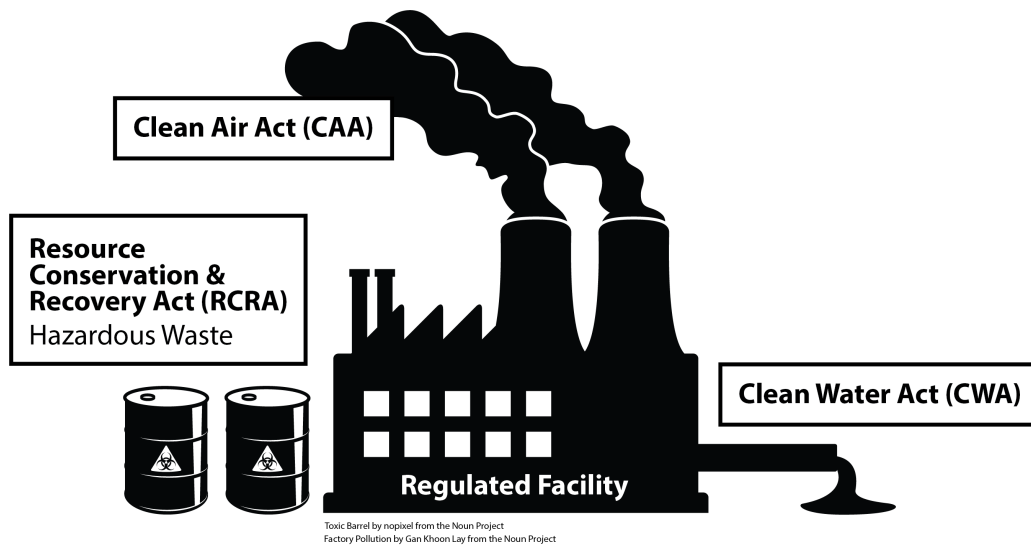 Clean Air Act (CAA)
Resource
Conservation &
Recovery Act (RCRA)
Hazardous Waste
Clean Water Act (CWA)
Regulated Facility
Toxic Barrel by nopixel from the Noun Project
Factory Pollution by Gan Khoon Lay from the Noun Project